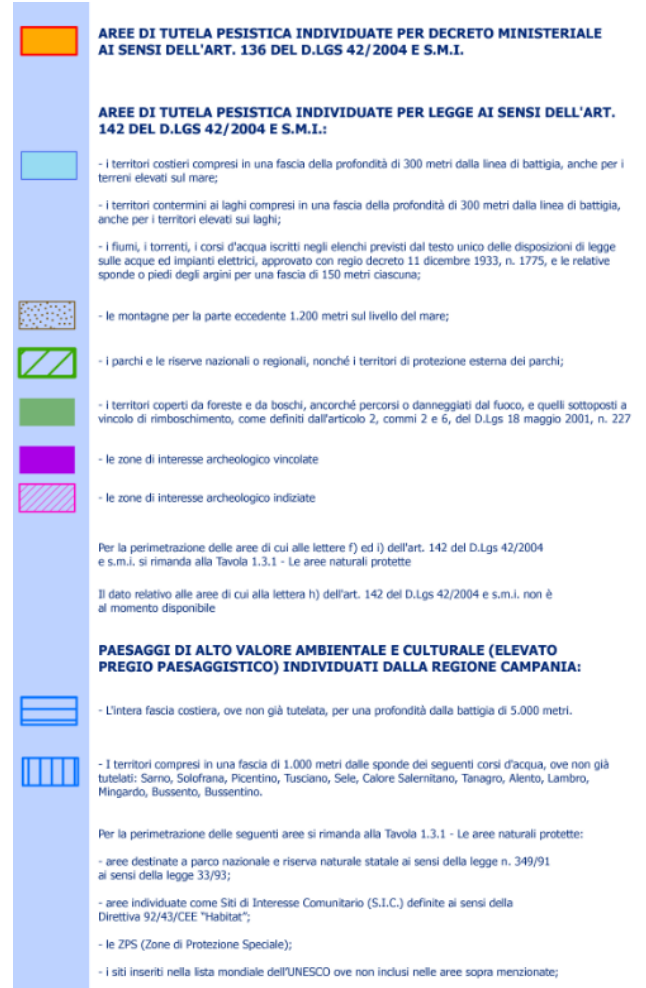 AREE DI TUTELA PESISTICA INDIVIDUATE PER DECRETO MINISTERIALE
AI SENSI DELL'ART. 136 DEL D.LGS 42/2004 E S.M.I.
AREE DI TUTELA PESISTICA INDIVIDUATE PER LEGGE AI SENSI DELL'ART.
142 DEL D.LGS 42/2004 E S.M.I.:
- i territori costieri compresi in una fascia della profondità di 300 metri dalla linea di battigia, anche per i
terreni elevati sul mare;
- i territori contermini ai laghi compresi in una fascia della profondità di 300 metri dalla linea di battigia,
anche per i territori elevati sui laghi;
- i fiumi, i torrenti, i corsi d'acqua iscritti negli elenchi previsti dal testo unico delle disposizioni di legge
sulle acque ed impianti elettrici, approvato con regio decreto 11 dicembre 1933, n. 1775, e le relative
sponde o piedi degli argini per una fascia di 150 metri ciascuna;
- le montagne per la parte eccedente 1.200 metri sul livello del mare;
- i parchi e le riserve nazionali o regionali, nonché i territori di protezione esterna dei parchi;
- i territori coperti da foreste e da boschi, ancorché percorsi o danneggiati dal fuoco, e quelli sottoposti a
vincolo di rimboschimento, come definiti dall'articolo 2, commi 2 e 6, del D.Lgs 18 maggio 2001, n. 227
- le zone di interesse archeologico vincolate
- le zone di interesse archeologico indiziate
Per la perimetrazione delle aree di cui alle lettere f) ed i) dell'art. 142 del D.Lgs 42/2004
e s.m.i. si rimanda alla Tavola 1.3.1 - Le aree naturali protette
Il dato relativo alle aree di cui alla lettera h) dell'art. 142 del D.Lgs 42/2004 e s.m.i. non è
al momento disponibile
PAESAGGI DI ALTO VALORE AMBIENTALE E CULTURALE (ELEVATO
PREGIO PAESAGGISTICO) INDIVIDUATI DALLA REGIONE CAMPANIA:
- L'intera fascia costiera, ove non già tutelata, per una profondità dalla battigia di 5.000 metri.
- I territori compresi in una fascia di 1.000 metri dalle sponde dei seguenti corsi d'acqua, ove non già
tutelati: Sarno, Solofrana, Picentino, Tusciano, Sele, Calore Salernitano, Tanagro, Alento, Lambro,
Mingardo, Bussento, Bussentino.
Per la perimetrazione delle seguenti aree si rimanda alla Tavola 1.3.1 - Le aree naturali protette:
- aree destinate a parco nazionale e riserva naturale statale ai sensi della legge n. 349/91
ai sensi della legge 33/93;
- aree individuate come Siti di Interesse Comunitario (S.I.C.) definite ai sensi della
Direttiva 92/43/CEE "Habitat";
- le ZPS (Zone di Protezione Speciale);
- i siti inseriti nella lista mondiale dell'UNESCO ove non inclusi nelle aree sopra menzionate;